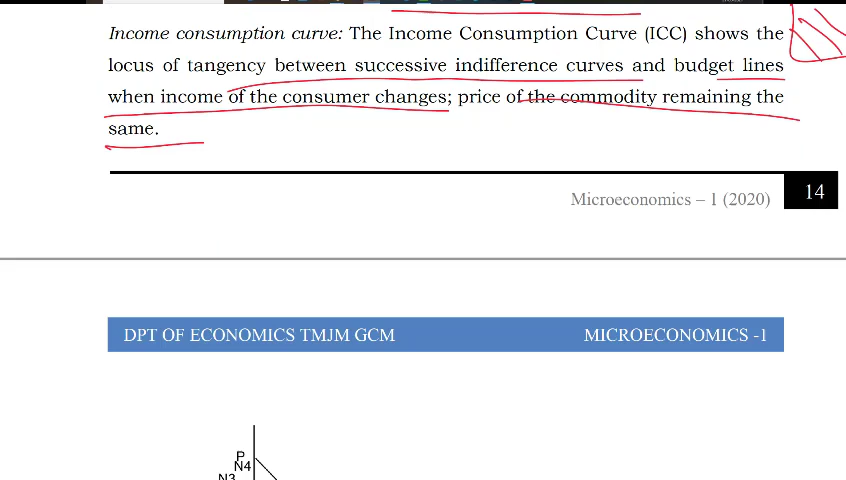 Income consumption curve: The Income Consumption Curve (ICC) shows the
locus of tangency between successive indifference curves and budget lines
when income of the consumer changes; price of the commodity remaining the
same.
Microeconomics – 1 (2020)
14
DPT OF ECONOMICS TMJM GCM
MICROECONOMICS -1
P
N4
N3